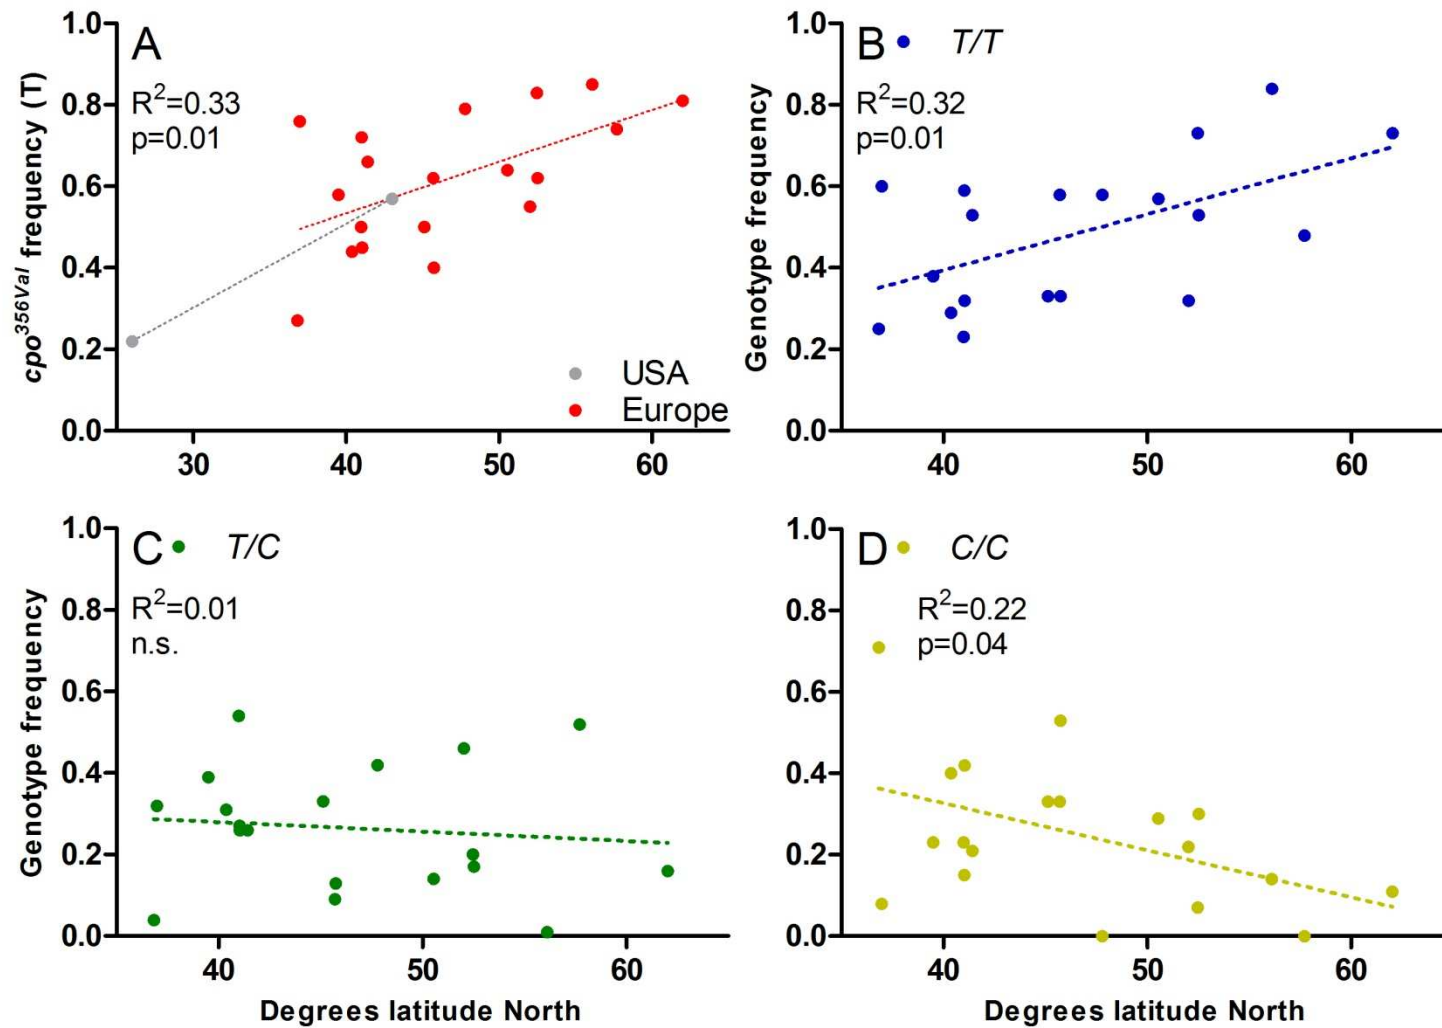 A
R²=0.33
p=0.01
cpo³⁵⁶ⱽᵃˡ frequency (T)
1.0
0.8
0.6
0.4
0.2
0.0
30 40 50 60
USA
Europe
B T/T
R²=0.32
p=0.01
Genotype frequency
1.0
0.8
0.6
0.4
0.2
0.0
40 50 60
C T/C
R²=0.01
n.s.
Genotype frequency
1.0
0.8
0.6
0.4
0.2
0.0
40 50 60
Degrees latitude North
D C/C
R²=0.22
p=0.04
Genotype frequency
1.0
0.8
0.6
0.4
0.2
0.0
40 50 60
Degrees latitude North